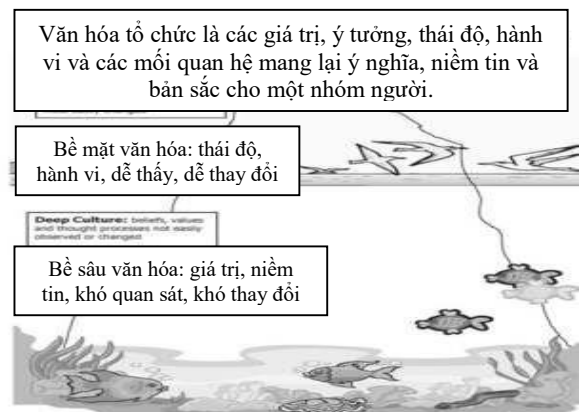 Văn hóa tổ chức là các giá trị, ý tưởng, thái độ, hành
vi và các mối quan hệ mang lại ý nghĩa, niềm tin và
bản sắc cho một nhóm người.
Bề mặt văn hóa: thái độ,
hành vi, dễ thấy, dễ thay đổi
Deep Culture: beliefs, values
and thought processes not easily
observed or changed
Bề sâu văn hóa: giá trị, niềm
tin, khó quan sát, khó thay đổi